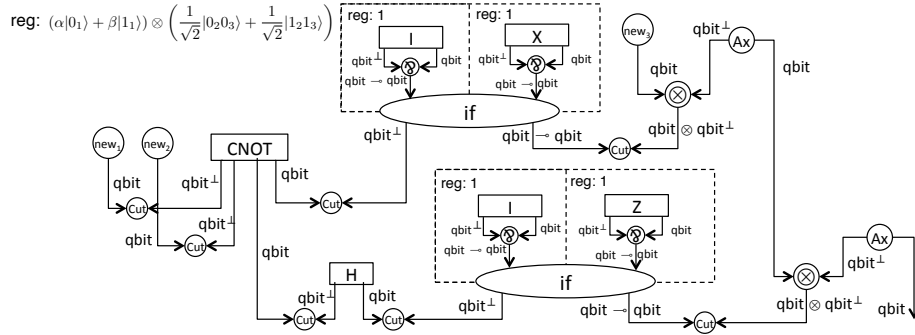 reg: (α|0₁⟩ + β|1₁⟩) ⊗ (1/√2 |0₂0₃⟩ + 1/√2 |1₂1₃⟩)
reg: 1
I
qbit⊥ ⅋ qbit
qbit ⊸ qbit
X
qbit⊥ ⅋ qbit
qbit ⊸ qbit
if
qbit⊥
qbit ⊸ qbit
Cut
new₃
qbit
qbit⊥
Ax
⊗
qbit ⊗ qbit⊥
qbit
new₁
new₂
CNOT
qbit
qbit⊥
qbit
Cut
Cut
qbit
qbit⊥
Cut
qbit
reg: 1
I
qbit⊥ ⅋ qbit
qbit ⊸ qbit
reg: 1
Z
qbit⊥ ⅋ qbit
qbit ⊸ qbit
if
H
qbit⊥
qbit
Cut
Cut
qbit⊥
qbit ⊸ qbit
Cut
Ax
qbit⊥
⊗
qbit ⊗ qbit⊥
qbit